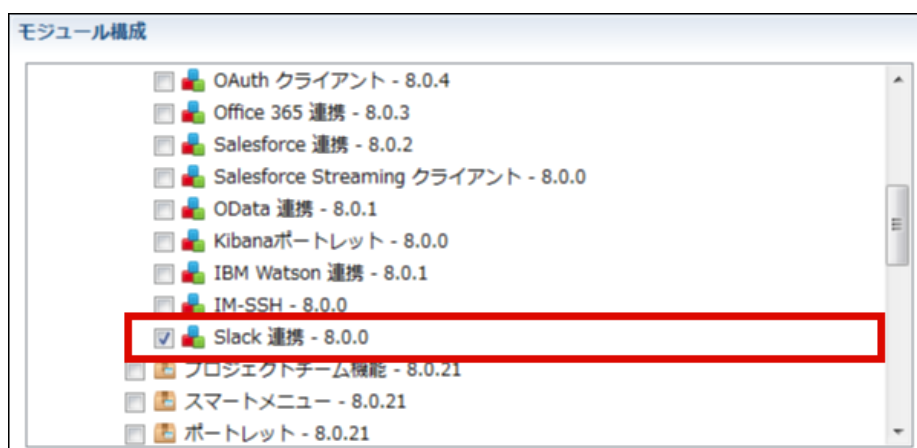 モジュール構成
OAuth クライアント - 8.0.4
Office 365 連携 - 8.0.3
Salesforce 連携 - 8.0.2
Salesforce Streaming クライアント - 8.0.0
OData 連携 - 8.0.1
Kibanaポートレット - 8.0.0
IBM Watson 連携 - 8.0.1
IM-SSH - 8.0.0
Slack 連携 - 8.0.0
プロジェクトチーム機能 - 8.0.21
スマートメニュー - 8.0.21
ポートレット - 8.0.21